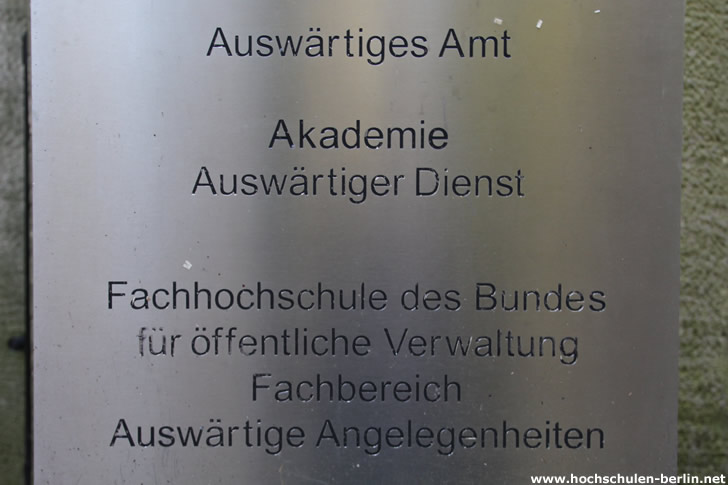 Auswärtiges Amt
Akademie
Auswärtiger Dienst
Fachhochschule des Bundes
für öffentliche Verwaltung
Fachbereich
Auswärtige Angelegenheiten
www.hochschulen-berlin.net